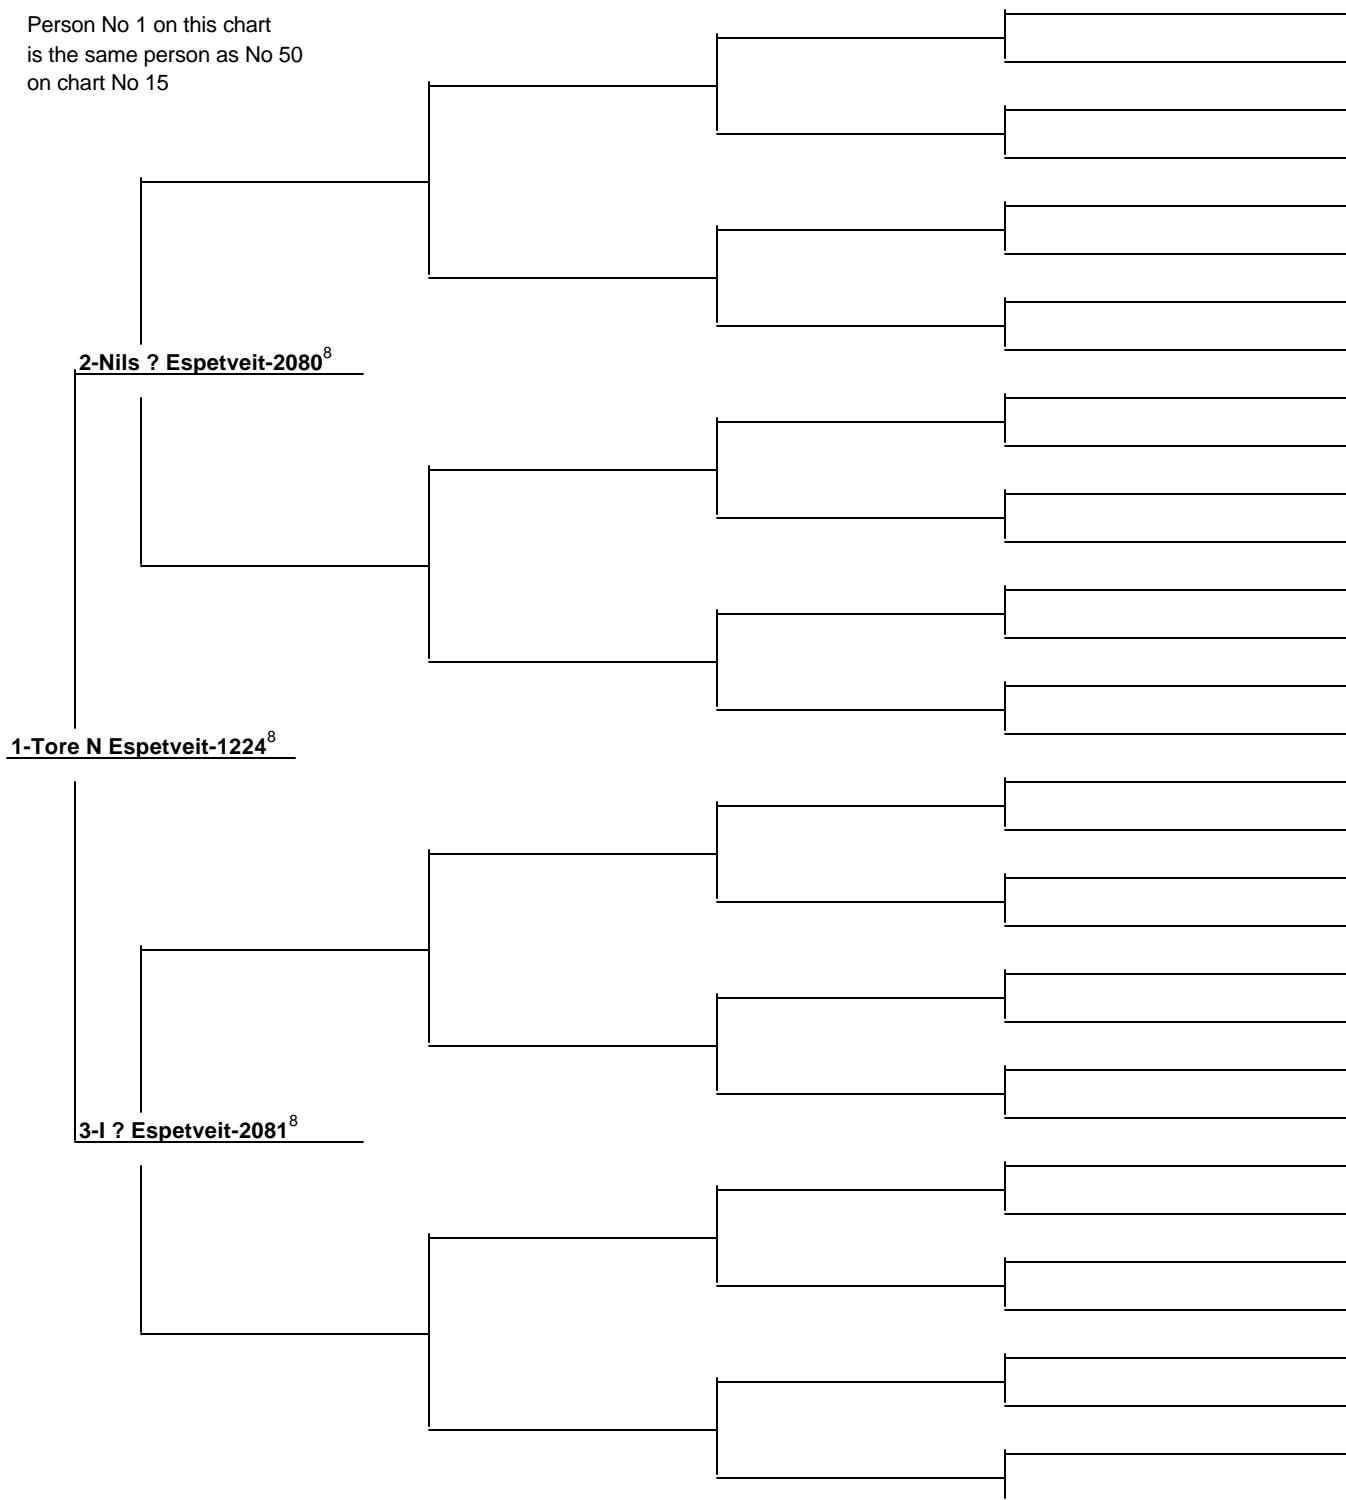 Person No 1 on this chart
is the same person as No 50
on chart No 15
2-Nils ? Espetveit-2080⁸
1-Tore N Espetveit-1224⁸
3-I ? Espetveit-2081⁸